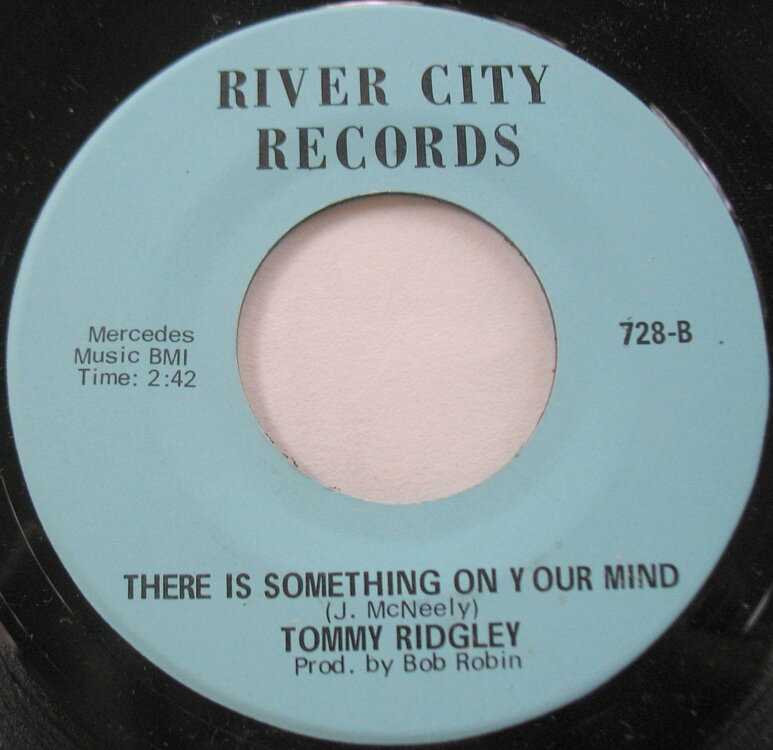 RIVER CITY
RECORDS
Mercedes
Music BMI
Time: 2:42
728-B
THERE IS SOMETHING ON YOUR MIND
(J. McNeely)
TOMMY RIDGLEY
Prod. by Bob Robin